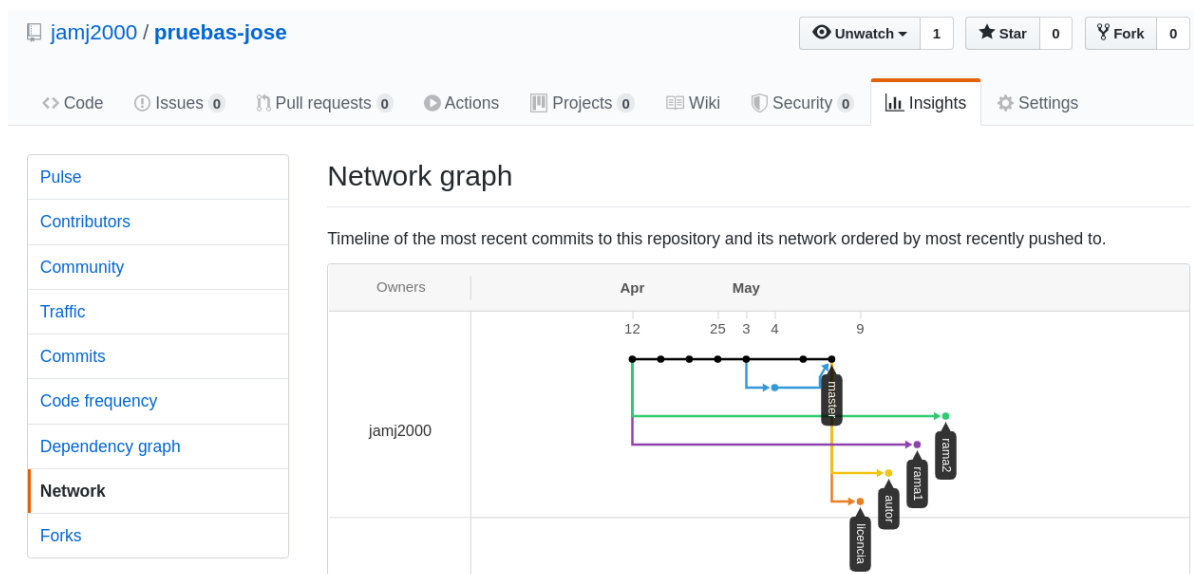 jamj2000 / pruebas-jose
Unwatch 1 Star 0 Fork 0
Code Issues 0 Pull requests 0 Actions Projects 0 Wiki Security 0 Insights Settings
Pulse
Contributors
Community
Traffic
Commits
Code frequency
Dependency graph
Network
Forks
Network graph
Timeline of the most recent commits to this repository and its network ordered by most recently pushed to.
Owners Apr May
12 25 3 4 9
jamj2000
master
rama2
rama1
autor
licencia